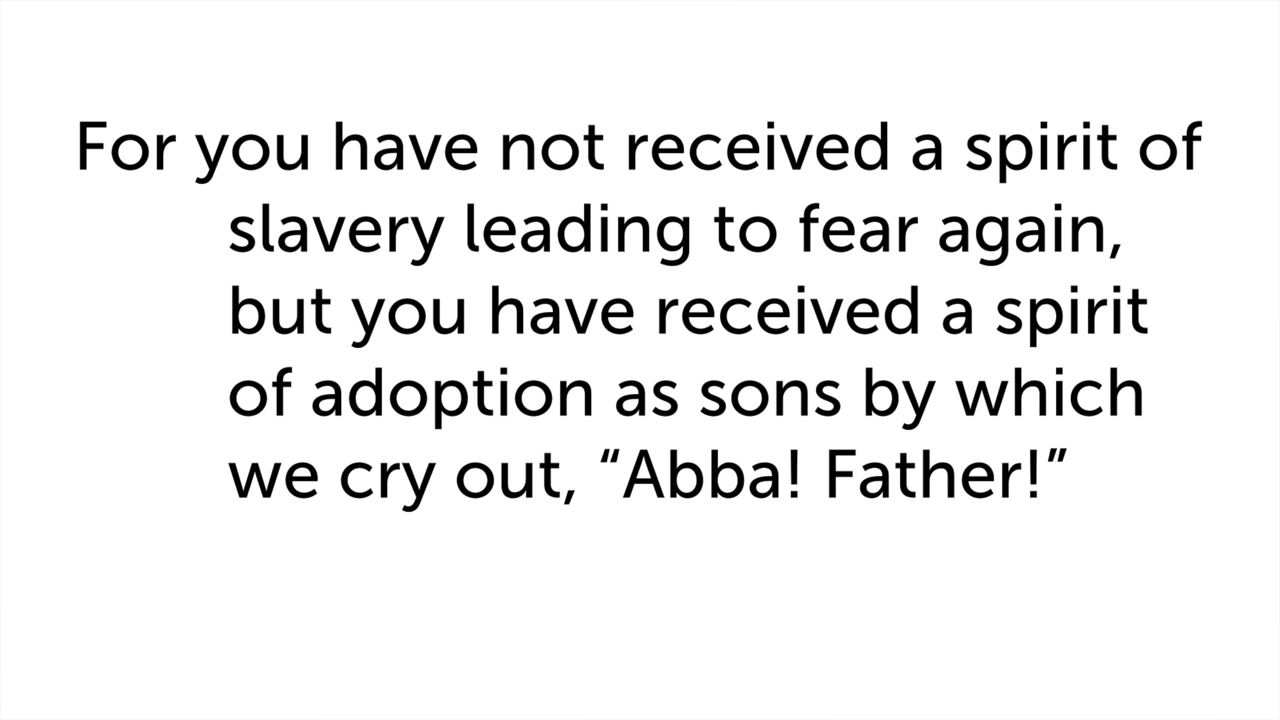 For you have not received a spirit of
slavery leading to fear again,
but you have received a spirit
of adoption as sons by which
we cry out, “Abba! Father!”